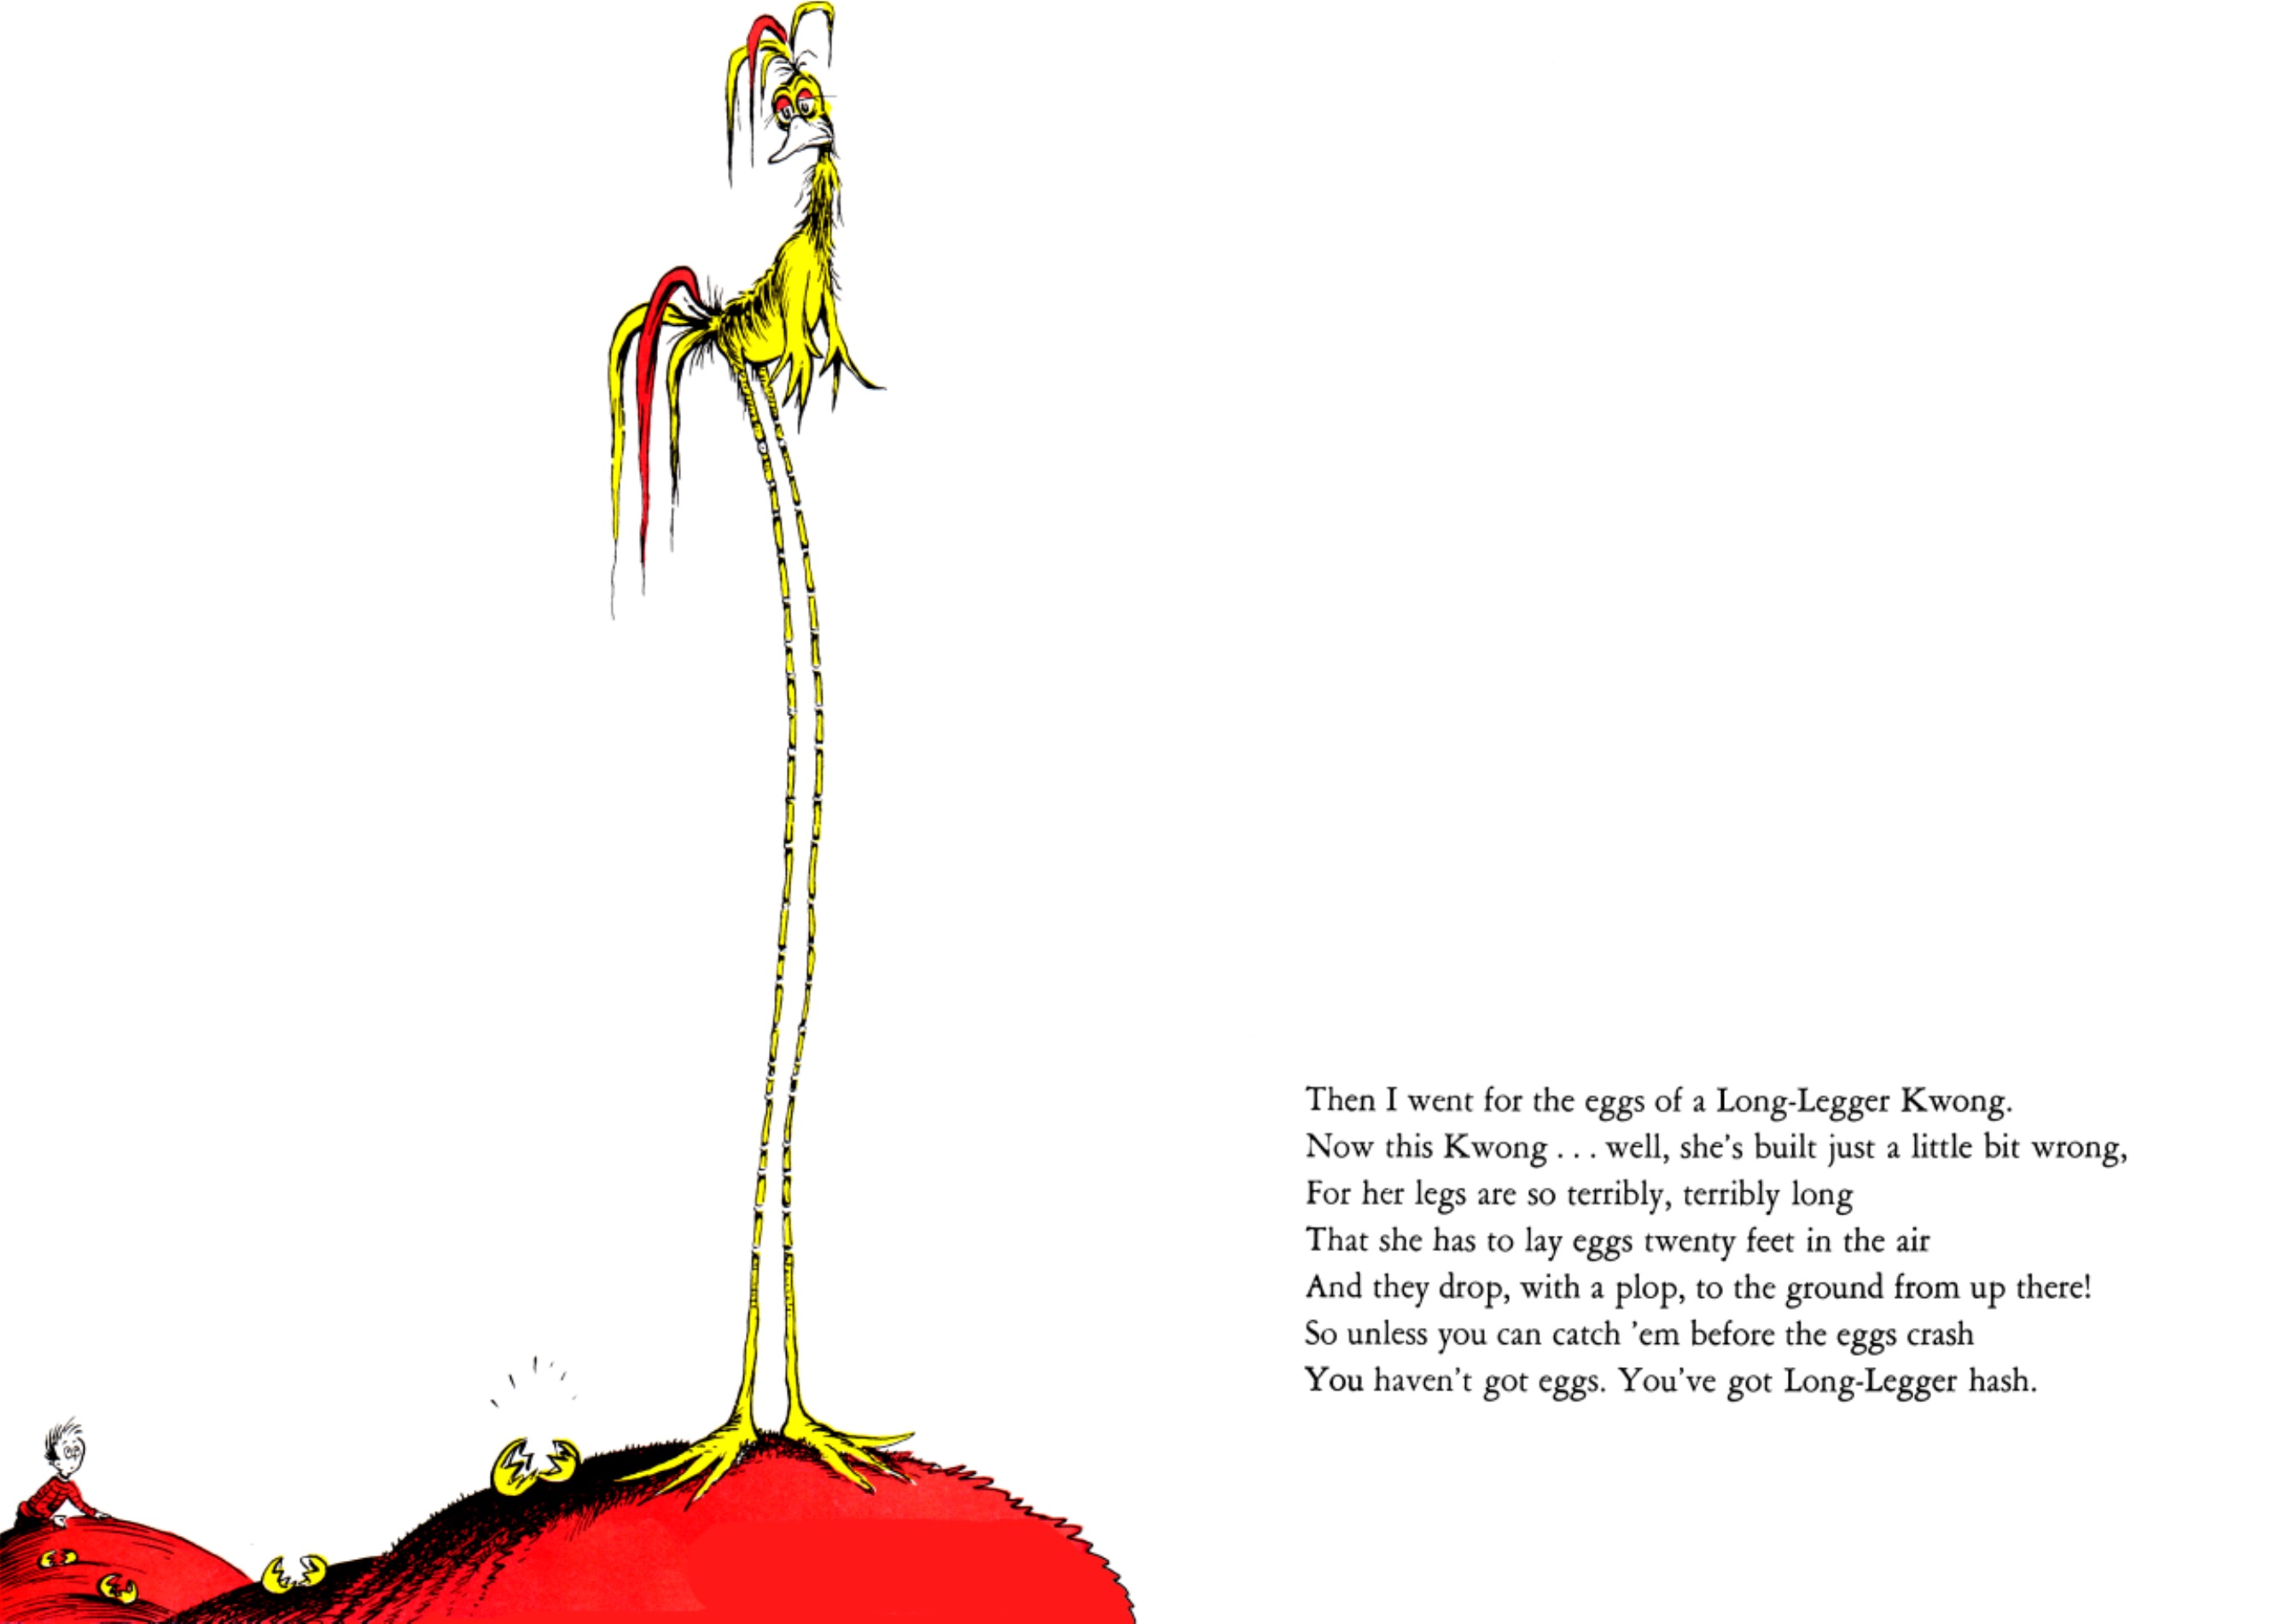 Then I went for the eggs of a Long-Legger Kwong.
Now this Kwong . . . well, she’s built just a little bit wrong,
For her legs are so terribly, terribly long
That she has to lay eggs twenty feet in the air
And they drop, with a plop, to the ground from up there!
So unless you can catch ’em before the eggs crash
You haven’t got eggs. You’ve got Long-Legger hash.